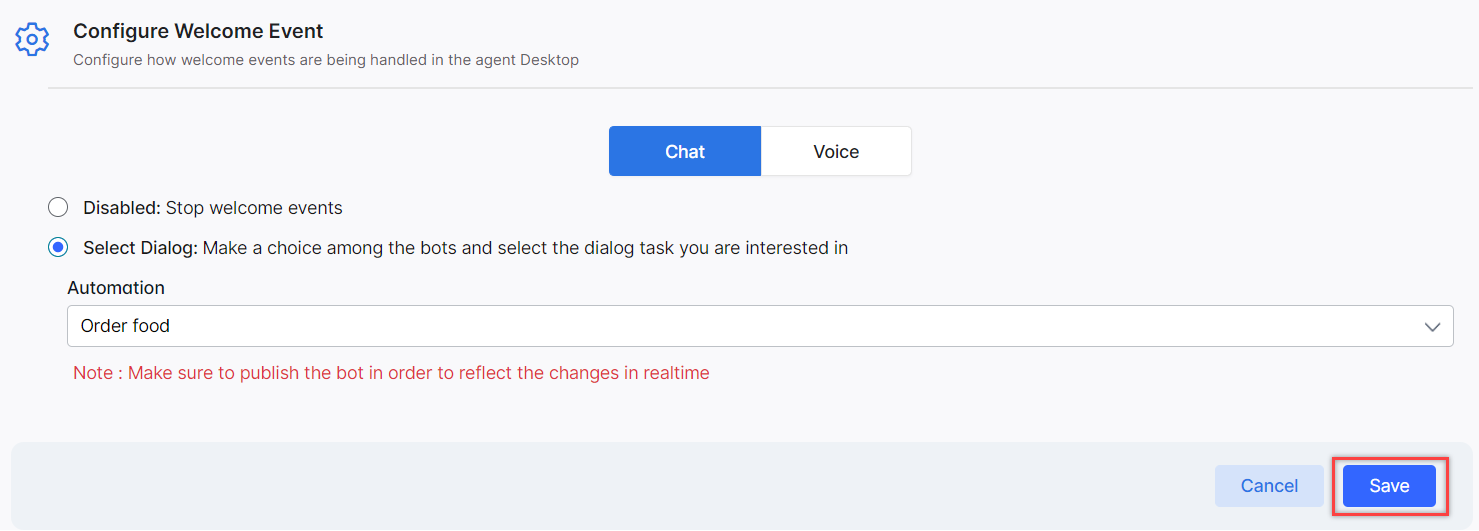 Configure Welcome Event
Configure how welcome events are being handled in the agent Desktop
Chat
Voice
Disabled: Stop welcome events
Select Dialog: Make a choice among the bots and select the dialog task you are interested in
Automation
Order food
Note : Make sure to publish the bot in order to reflect the changes in realtime
Cancel
Save